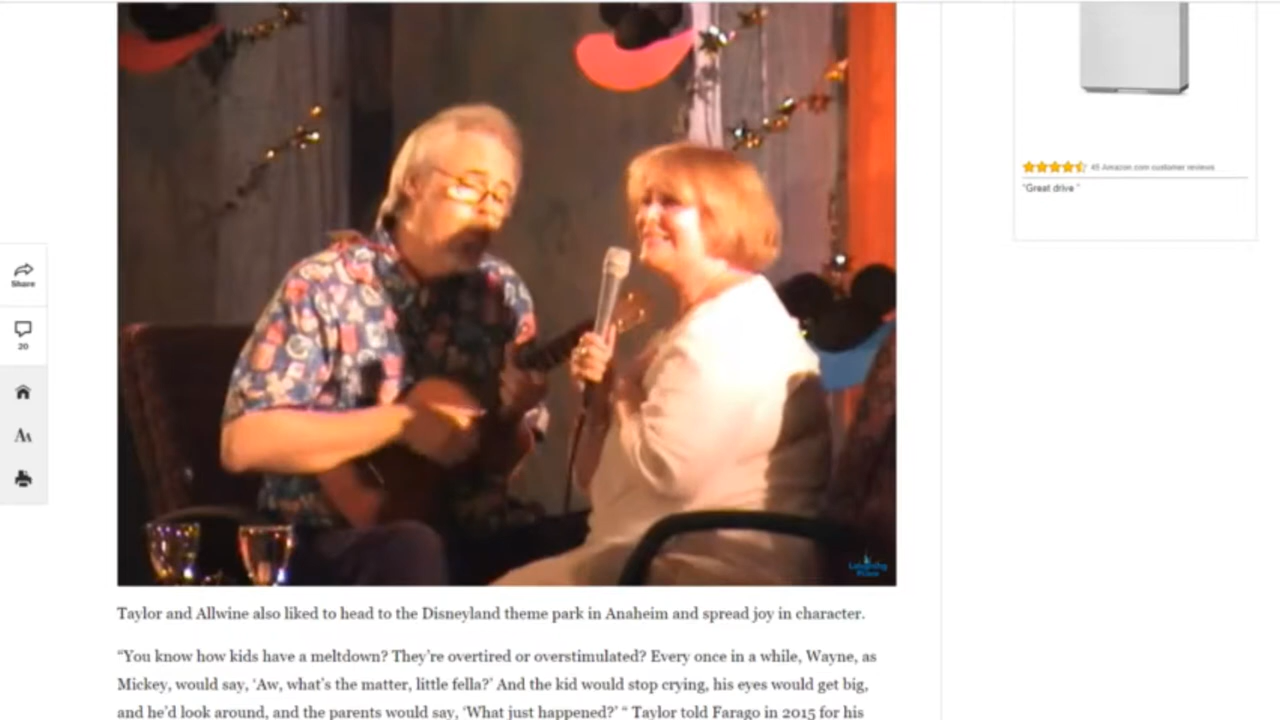 45 Amazon.com customer reviews
"Great drive "
Share
20
AA
Laughing
Place
Taylor and Allwine also liked to head to the Disneyland theme park in Anaheim and spread joy in character.
“You know how kids have a meltdown? They’re overtired or overstimulated? Every once in a while, Wayne, as
Mickey, would say, ‘Aw, what’s the matter, little fella?’ And the kid would stop crying, his eyes would get big,
and he’d look around, and the parents would say, ‘What just happened?’ “ Taylor told Farago in 2015 for his